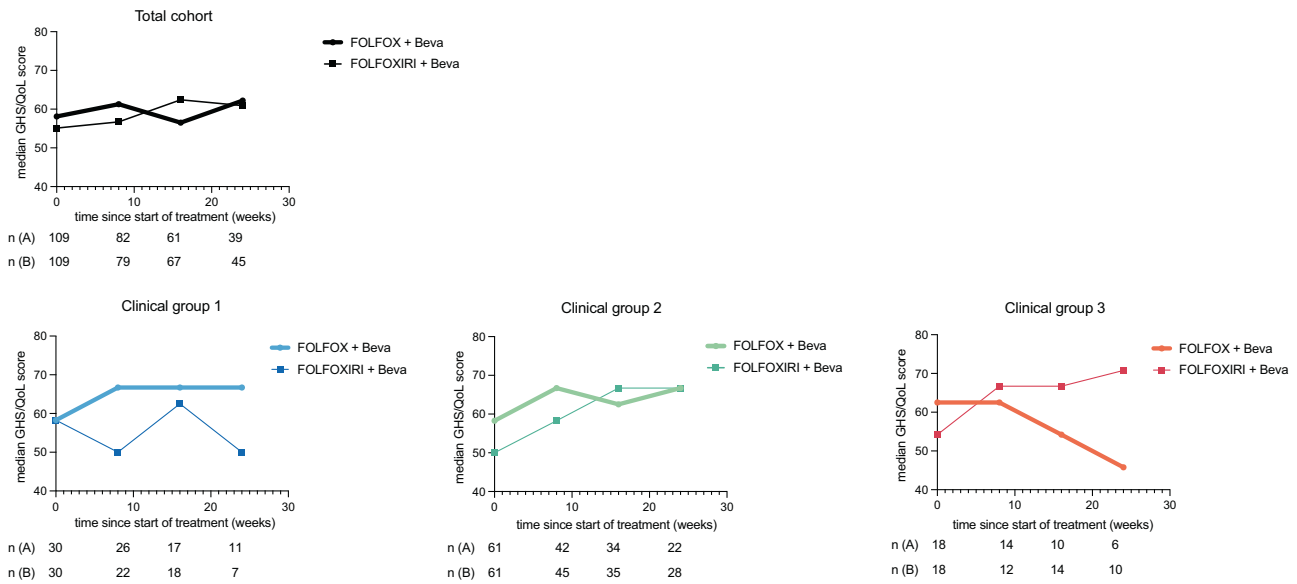 Total cohort
80
70
60
50
40
median GHS/QoL score
0 10 20 30
time since start of treatment (weeks)
FOLFOX + Beva
FOLFOXIRI + Beva
n (A) 109 82 61 39
n (B) 109 79 67 45
Clinical group 1
80
70
60
50
40
median GHS/QoL score
0 10 20 30
time since start of treatment (weeks)
FOLFOX + Beva
FOLFOXIRI + Beva
n (A) 30 26 17 11
n (B) 30 22 18 7
Clinical group 2
80
70
60
50
40
median GHS/QoL score
0 10 20 30
time since start of treatment (weeks)
FOLFOX + Beva
FOLFOXIRI + Beva
n (A) 61 42 34 22
n (B) 61 45 35 28
Clinical group 3
80
70
60
50
40
median GHS/QoL score
0 10 20 30
time since start of treatment (weeks)
FOLFOX + Beva
FOLFOXIRI + Beva
n (A) 18 14 10 6
n (B) 18 12 14 10